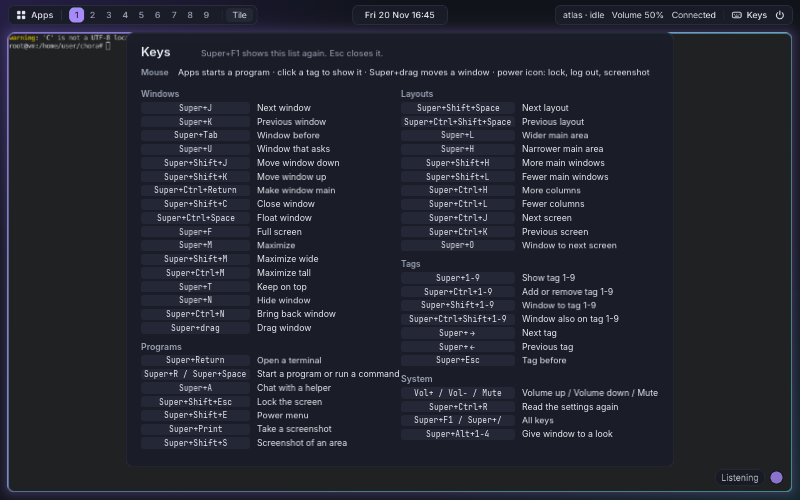 Apps 1 2 3 4 5 6 7 8 9 Tile Fri 20 Nov 16:45 atlas · idle Volume 50% Connected Keys
warning: 'C' is not a UTF-8 loc
root@vm:/home/user/chora#
Keys Super+F1 shows this list again. Esc closes it.
Mouse Apps starts a program · click a tag to show it · Super+drag moves a window · power icon: lock, log out, screenshot
Windows
Super+J Next window
Super+K Previous window
Super+Tab Window before
Super+U Window that asks
Super+Shift+J Move window down
Super+Shift+K Move window up
Super+Ctrl+Return Make window main
Super+Shift+C Close window
Super+Ctrl+Space Float window
Super+F Full screen
Super+M Maximize
Super+Shift+M Maximize wide
Super+Ctrl+M Maximize tall
Super+T Keep on top
Super+N Hide window
Super+Ctrl+N Bring back window
Super+drag Drag window
Programs
Super+Return Open a terminal
Super+R / Super+Space Start a program or run a command
Super+A Chat with a helper
Super+Shift+Esc Lock the screen
Super+Shift+E Power menu
Super+Print Take a screenshot
Super+Shift+S Screenshot of an area
Layouts
Super+Shift+Space Next layout
Super+Ctrl+Shift+Space Previous layout
Super+L Wider main area
Super+H Narrower main area
Super+Shift+H More main windows
Super+Shift+L Fewer main windows
Super+Ctrl+H More columns
Super+Ctrl+L Fewer columns
Super+Ctrl+J Next screen
Super+Ctrl+K Previous screen
Super+O Window to next screen
Tags
Super+1-9 Show tag 1-9
Super+Ctrl+1-9 Add or remove tag 1-9
Super+Shift+1-9 Window to tag 1-9
Super+Ctrl+Shift+1-9 Window also on tag 1-9
Super+→ Next tag
Super+← Previous tag
Super+Esc Tag before
System
Vol+ / Vol- / Mute Volume up / Volume down / Mute
Super+Ctrl+R Read the settings again
Super+F1 / Super+/ All keys
Super+Alt+1-4 Give window to a look
Listening